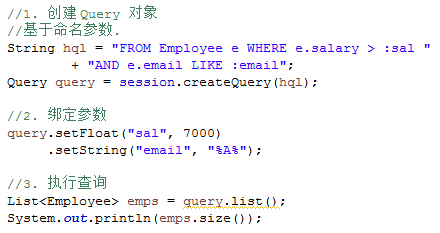 //1. 创建 Query 对象
//基于命名参数.
String hql = "FROM Employee e WHERE e.salary > :sal "
+ "AND e.email LIKE :email";
Query query = session.createQuery(hql);
//2. 绑定参数
query.setFloat("sal", 7000)
.setString("email", "%A%");
//3. 执行查询
List<Employee> emps = query.list();
System.out.println(emps.size());